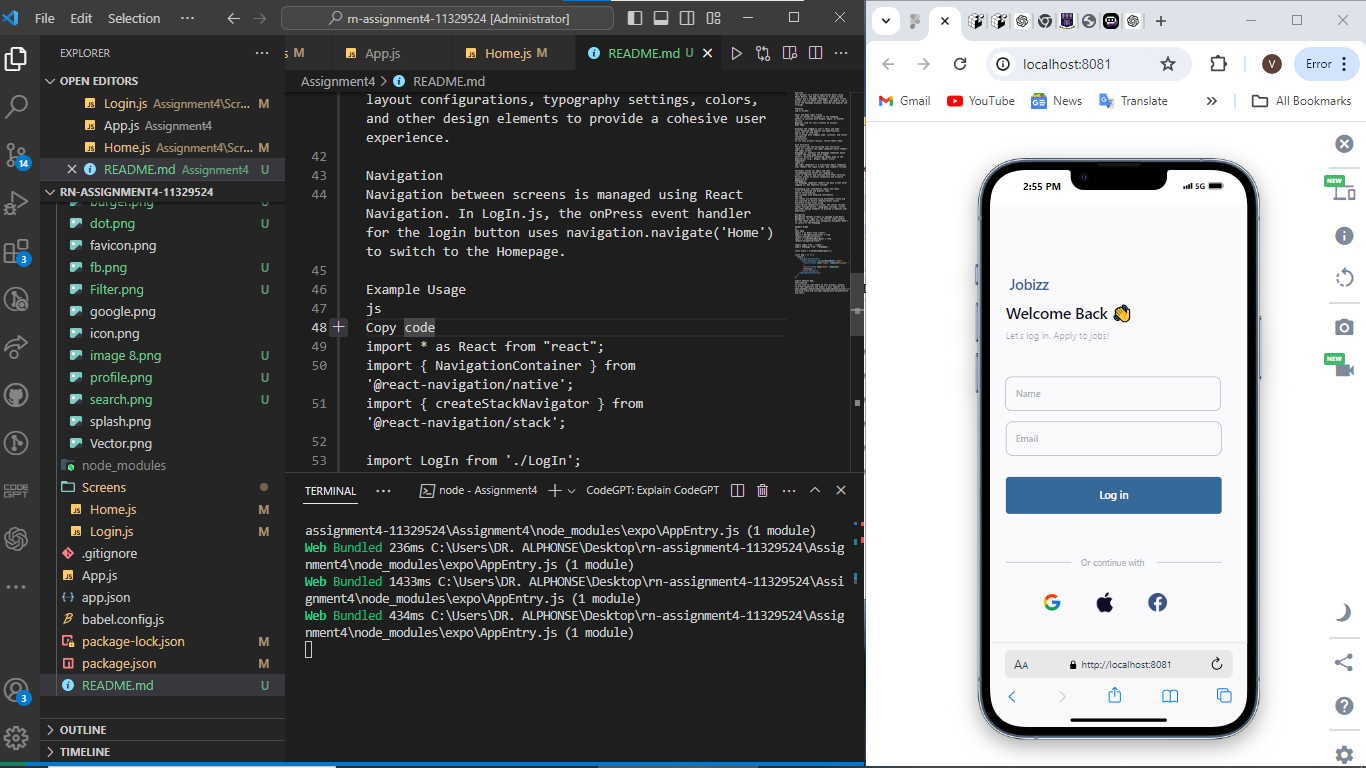 File Edit Selection ··· rn-assignment4-11329524 [Administrator]
EXPLORER
OPEN EDITORS
Login.js Assignment4\Scr... M
App.js Assignment4
Home.js Assignment4\Scr... M
README.md Assignment4 U
RN-ASSIGNMENT4-11329524
burger.png
dot.png U
favicon.png
fb.png U
Filter.png U
google.png
icon.png
image 8.png U
profile.png U
search.png U
splash.png
Vector.png
node_modules
Screens
Home.js M
Login.js M
.gitignore
App.js
app.json
babel.config.js
package-lock.json M
package.json M
README.md U
OUTLINE
TIMELINE
14
3
CODE
GPT
3
s M App.js Home.js M README.md U
Assignment4 > README.md
layout configurations, typography settings, colors,
and other design elements to provide a cohesive user
experience.
42
43 Navigation
44 Navigation between screens is managed using React
Navigation. In LogIn.js, the onPress event handler
for the login button uses navigation.navigate('Home')
to switch to the Homepage.
45
46 Example Usage
47 js
48 Copy code
49 import * as React from "react";
50 import { NavigationContainer } from
'@react-navigation/native';
51 import { createStackNavigator } from
'@react-navigation/stack';
52
53 import LogIn from './LogIn';
TERMINAL ··· node - Assignment4 CodeGPT: Explain CodeGPT
assignment4-11329524\Assignment4\node_modules\expo\AppEntry.js (1 module)
Web Bundled 236ms C:\Users\DR. ALPHONSE\Desktop\rn-assignment4-11329524\Assig
nment4\node_modules\expo\AppEntry.js (1 module)
Web Bundled 1433ms C:\Users\DR. ALPHONSE\Desktop\rn-assignment4-11329524\Assi
gnment4\node_modules\expo\AppEntry.js (1 module)
Web Bundled 434ms C:\Users\DR. ALPHONSE\Desktop\rn-assignment4-11329524\Assig
nment4\node_modules\expo\AppEntry.js (1 module)
localhost:8081
V
Error
Gmail YouTube News Translate » All Bookmarks
NEW
NEW
2:55 PM 5G
Jobizz
Welcome Back 👋
Let's log in. Apply to jobs!
Name
Email
Log in
Or continue with
AA http://localhost:8081